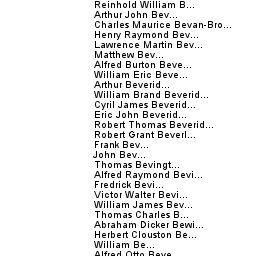 Reinhold William B...
Arthur John Bev...
Charles Maurice Bevan-Bro...
Henry Raymond Bev...
Lawrence Martin Bev...
Matthew Bev...
Alfred Burton Beve...
William Eric Beve...
Arthur Beverid...
William Brand Beverid...
Cyril James Beverid...
Eric John Beverid...
Robert Thomas Beverid...
Robert Grant Beverl...
Frank Bev...
John Bev...
Thomas Bevingt...
Alfred Raymond Bevi...
Fredrick Bevi...
Victor Walter Bevi...
William James Bev...
Thomas Charles B...
Abraham Dicker Bewi...
Herbert Clouston Be...
William Be...
Alfred Otto Beye...